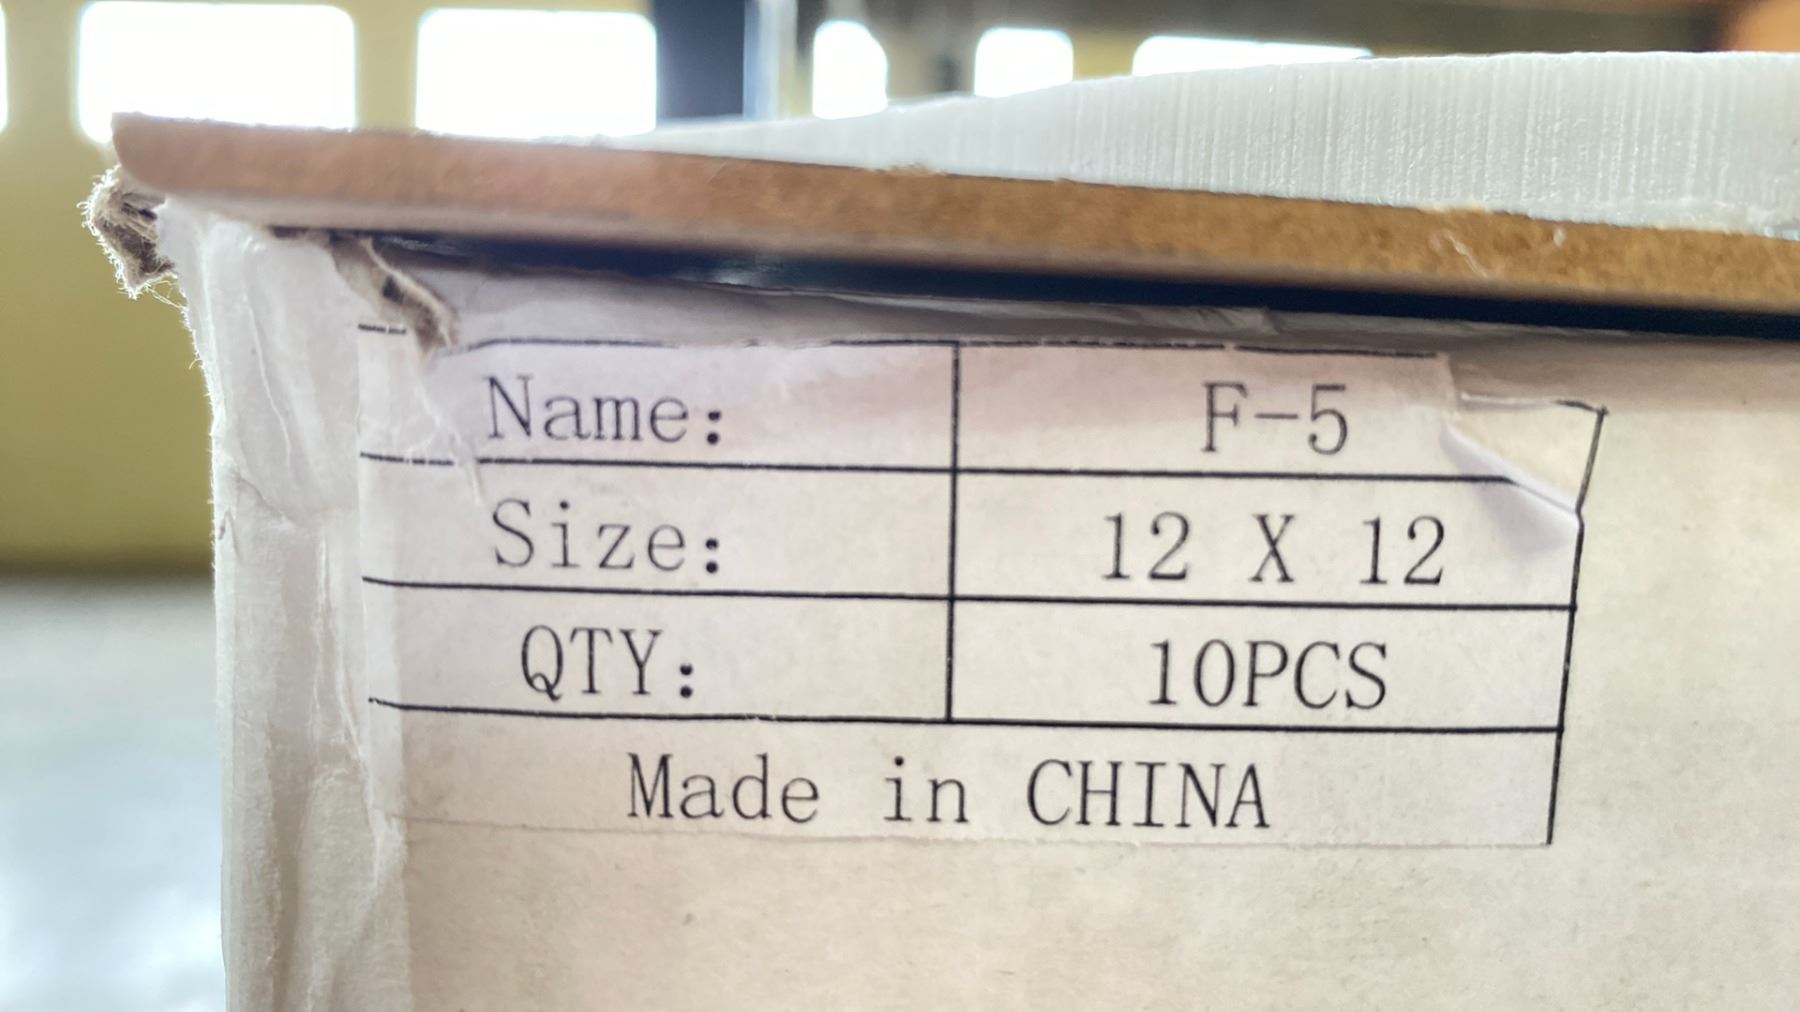 Name: F-5
Size: 12 X 12
QTY: 10PCS
Made in CHINA